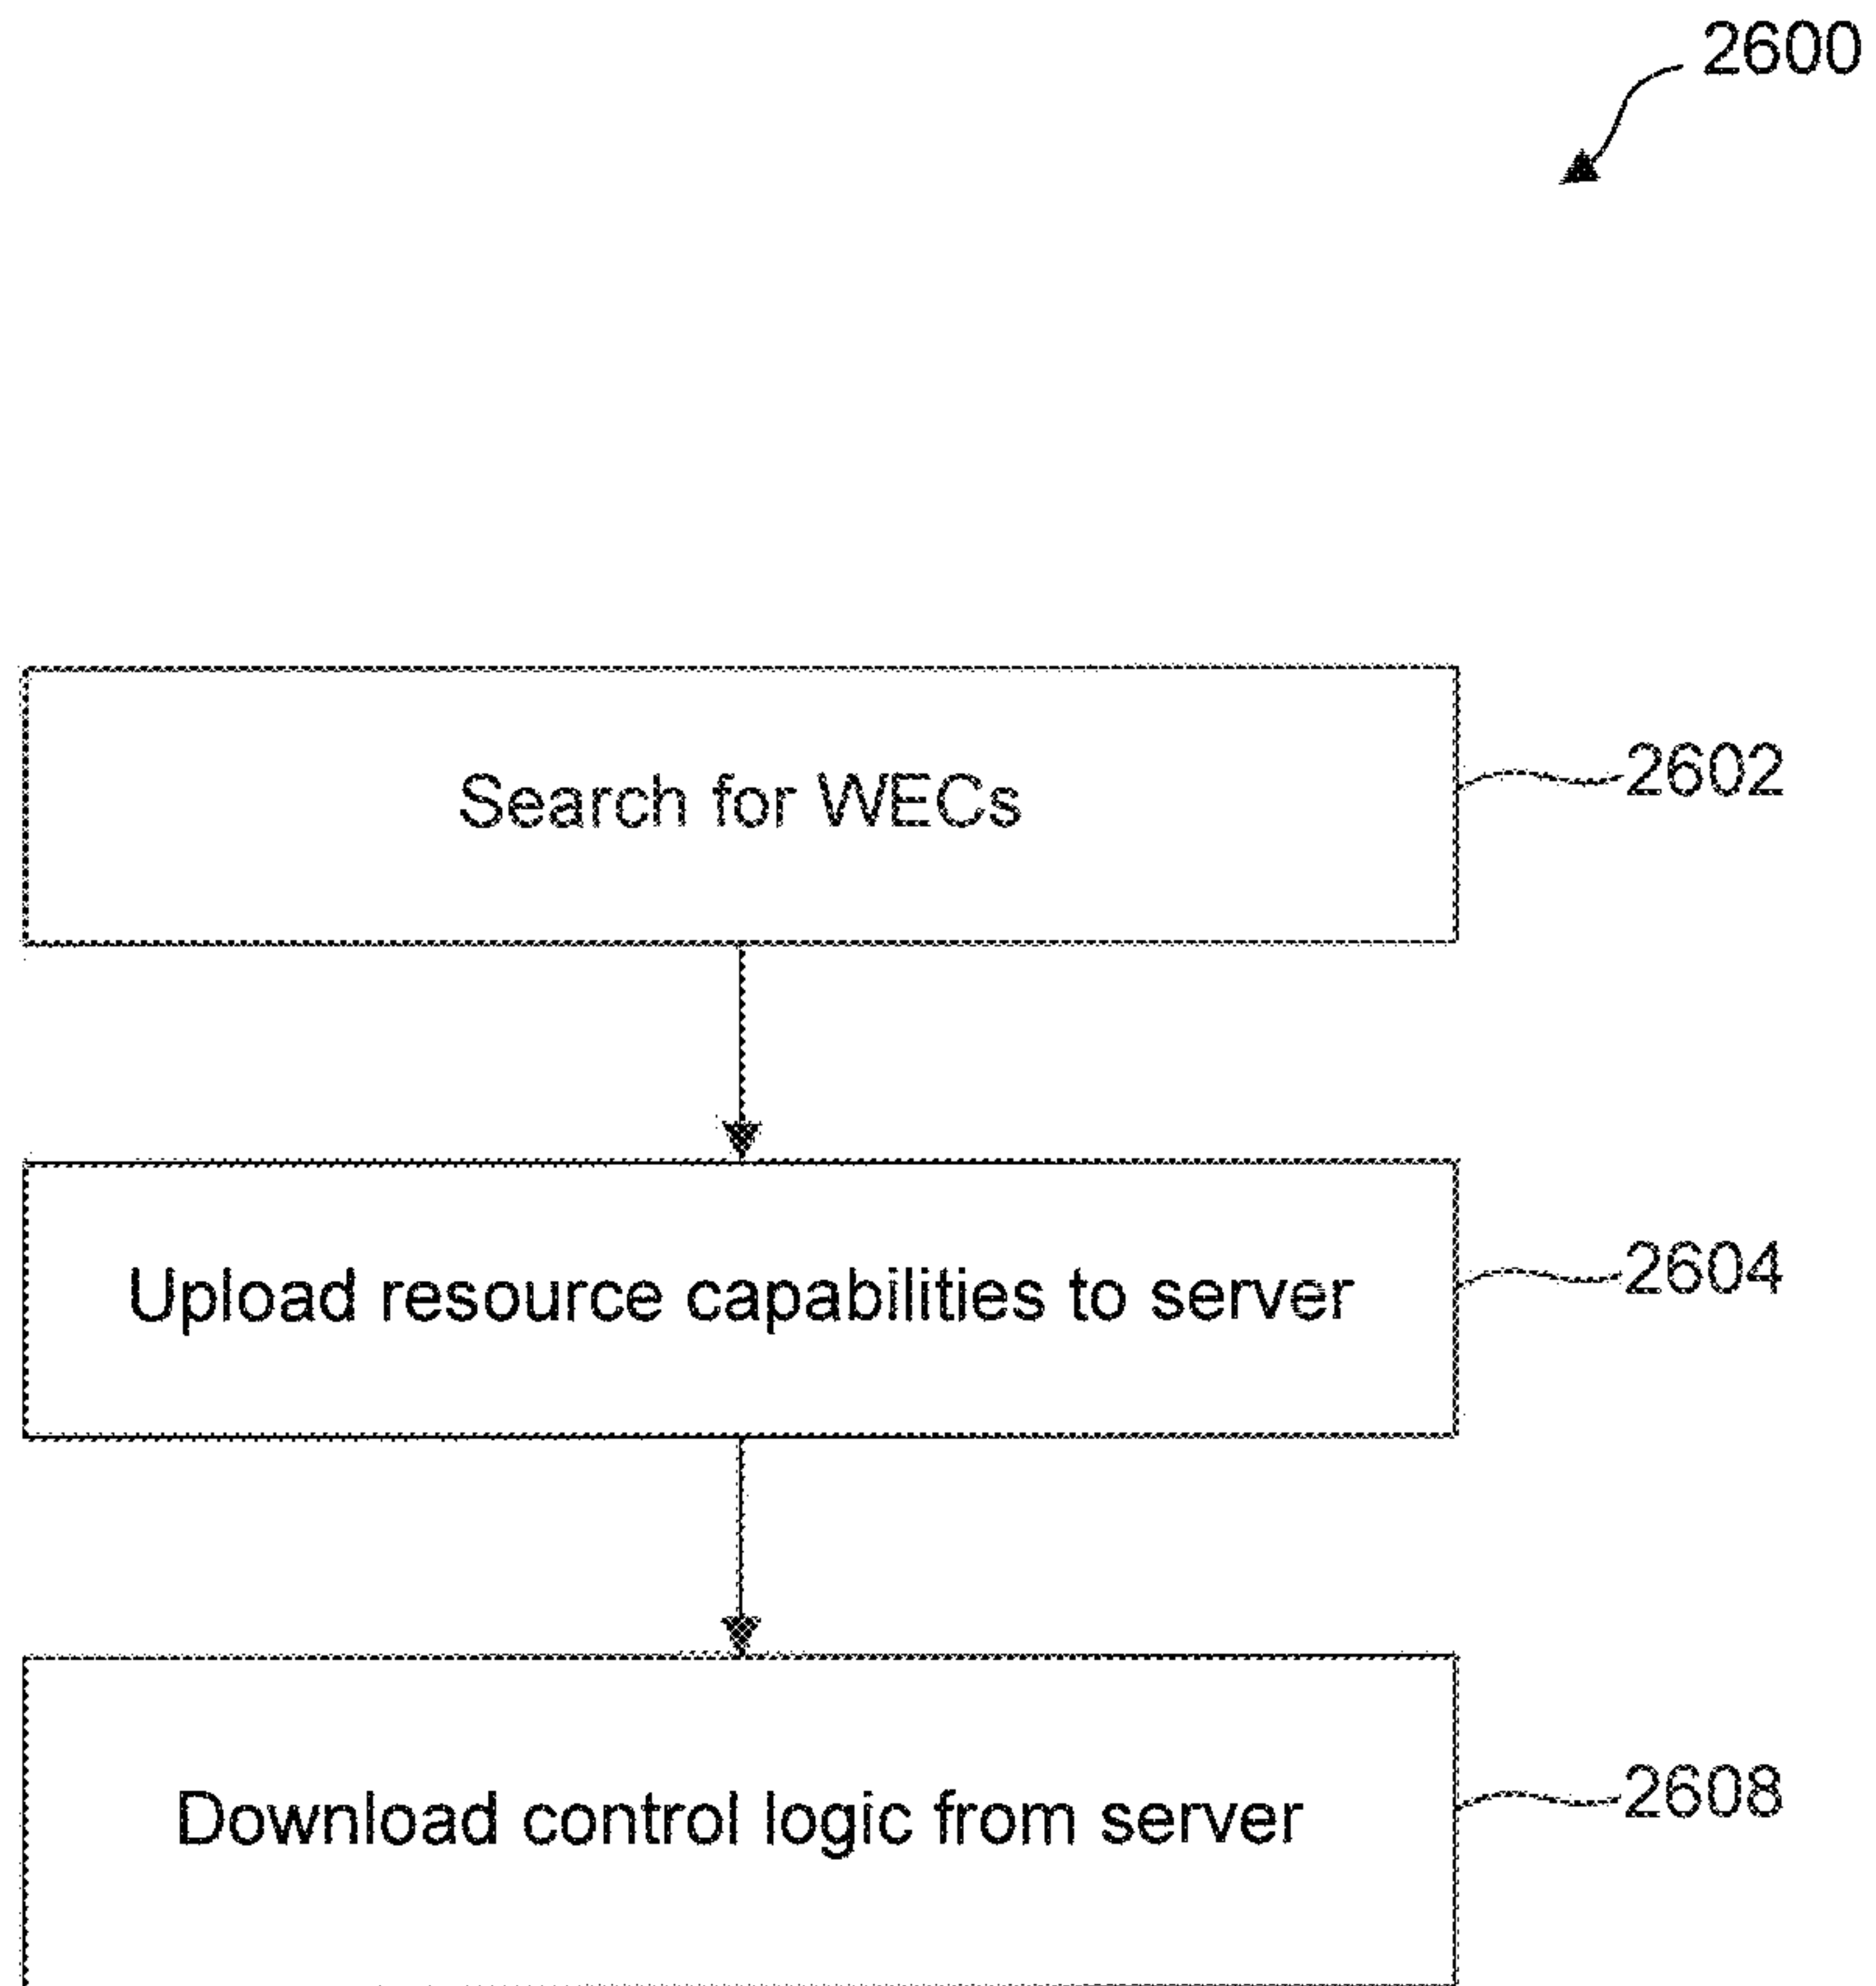 2600
Search for WECs
2602
Upload resource capabilities to server
2604
Download control logic from server
2608